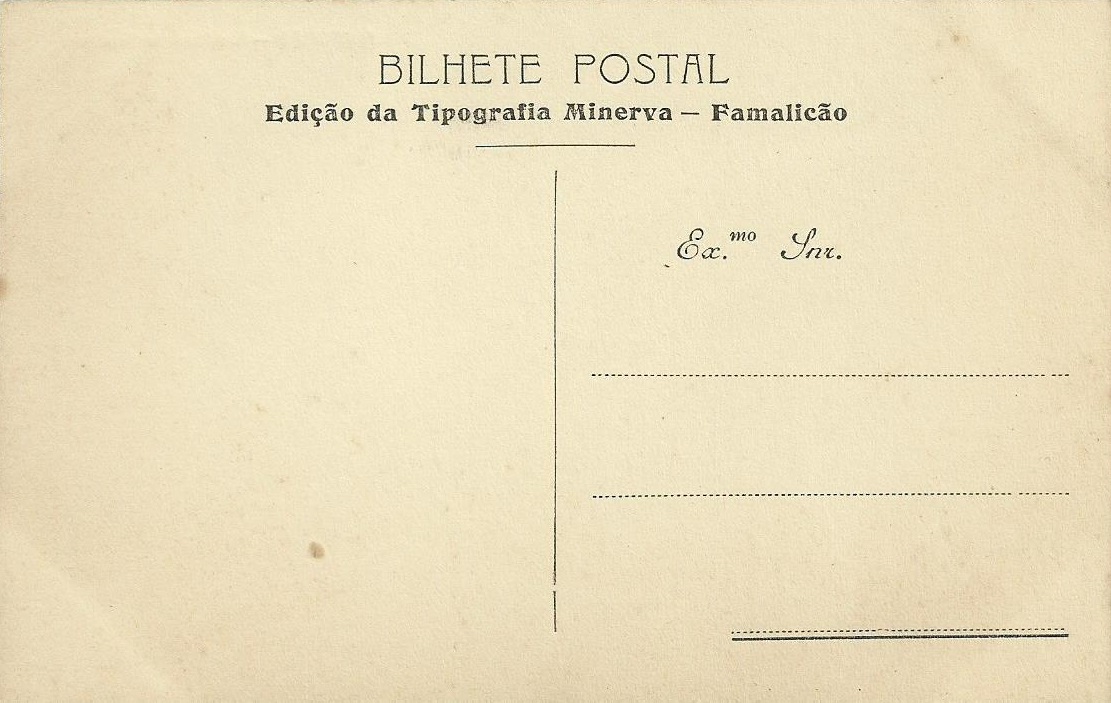 BILHETE POSTAL
Edição da Tipografia Minerva — Famalicão
Ex.mo Snr.